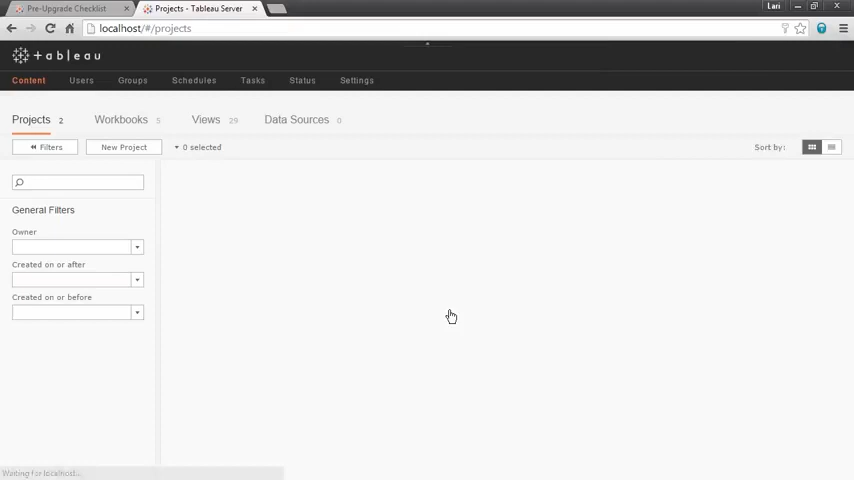 Pre-Upgrade Checklist
Projects - Tableau Server
Lari
localhost/#/projects
+ableau
Content Users Groups Schedules Tasks Status Settings
Projects 2 Workbooks 5 Views 29 Data Sources 0
Filters New Project 0 selected Sort by:
General Filters
Owner
Created on or after
Created on or before
Waiting for localhost...